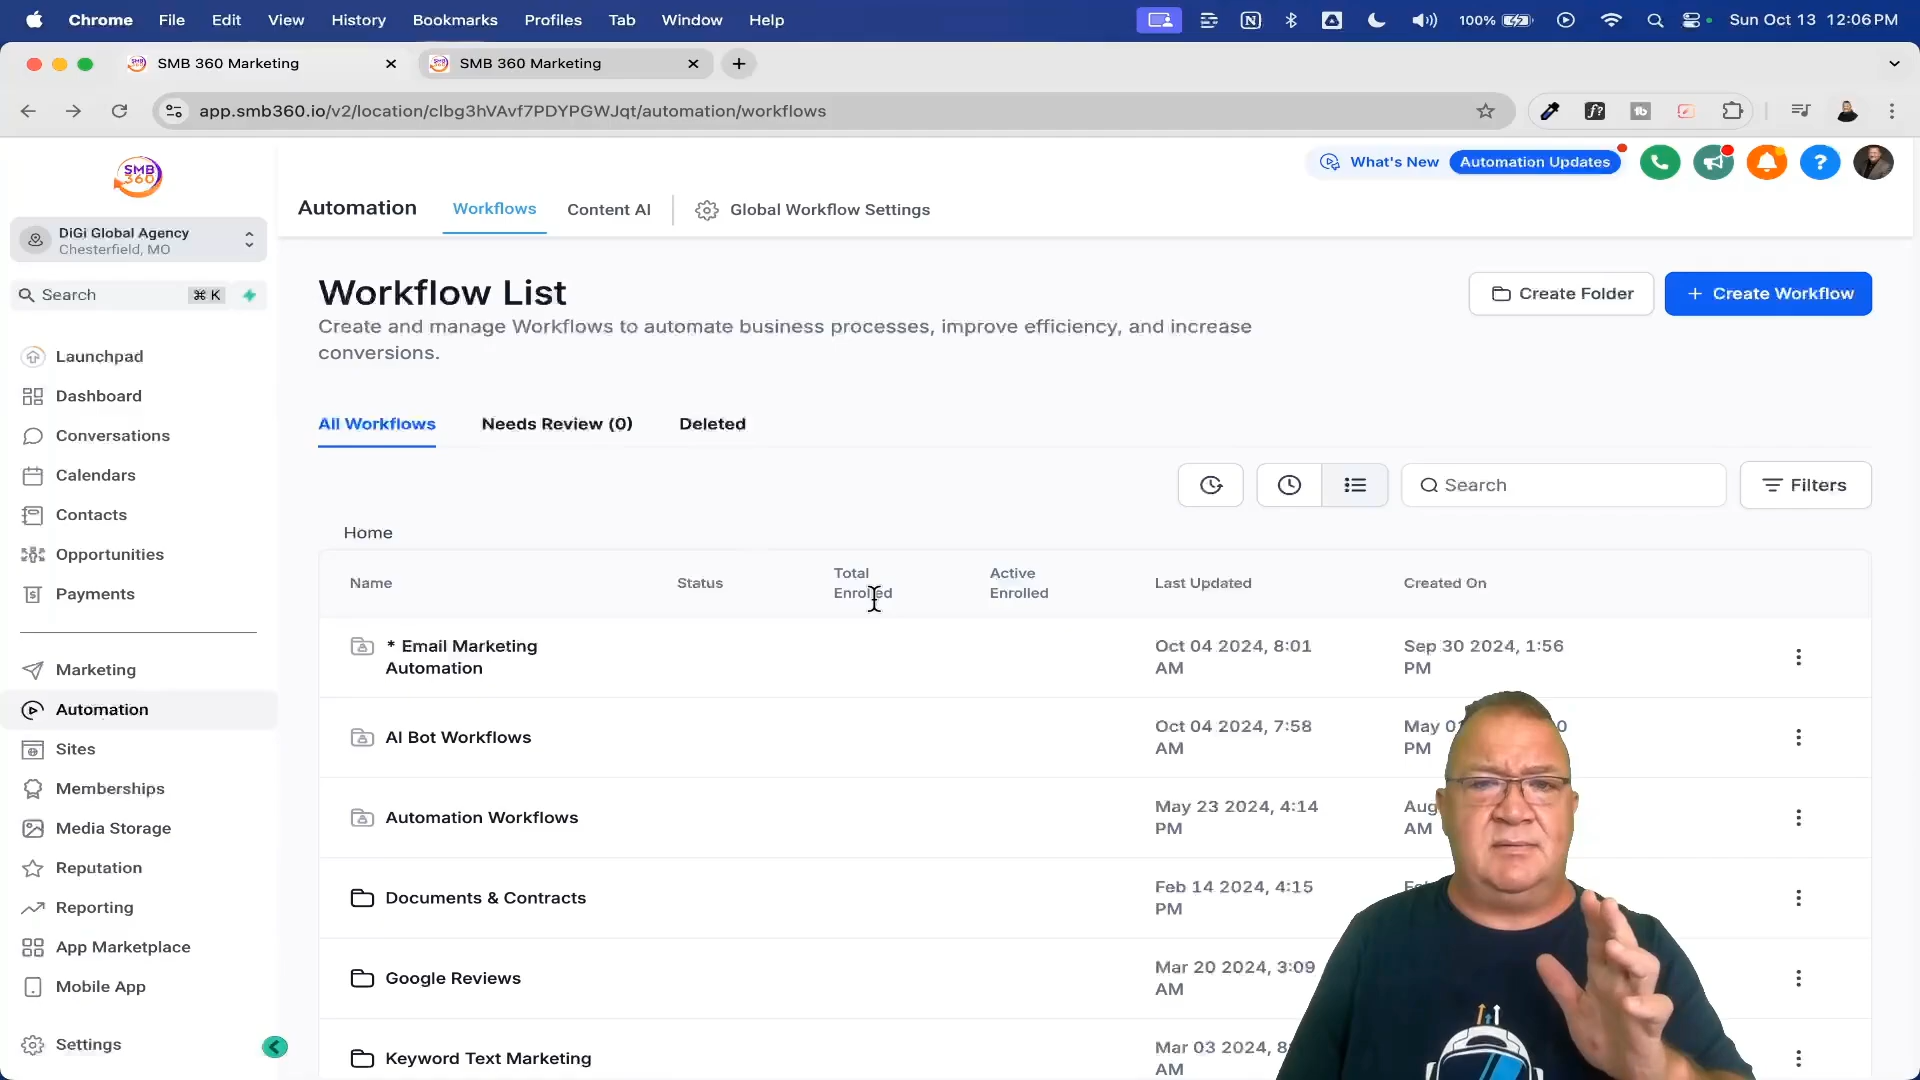 Chrome File Edit View History Bookmarks Profiles Tab Window Help 100% Sun Oct 13 12:06 PM
SMB 360 Marketing
SMB 360 Marketing
app.smb360.io/v2/location/clbg3hVAvf7PDYPGWJqt/automation/workflows
SMB
360
What's New
Automation Updates
DiGi Global Agency
Chesterfield, MO
Search ⌘ K
Launchpad
Dashboard
Conversations
Calendars
Contacts
Opportunities
Payments
Marketing
Automation
Sites
Memberships
Media Storage
Reputation
Reporting
App Marketplace
Mobile App
Settings
Automation Workflows Content AI Global Workflow Settings
Workflow List
Create and manage Workflows to automate business processes, improve efficiency, and increase
conversions.
Create Folder
+ Create Workflow
All Workflows Needs Review (0) Deleted
Search
Filters
Home
Name Status Total Enrolled Active Enrolled Last Updated Created On
* Email Marketing Automation Oct 04 2024, 8:01 AM Sep 30 2024, 1:56 PM
AI Bot Workflows Oct 04 2024, 7:58 AM May 0 PM
Automation Workflows May 23 2024, 4:14 PM Aug AM
Documents & Contracts Feb 14 2024, 4:15 PM
Google Reviews Mar 20 2024, 3:09 AM
Keyword Text Marketing Mar 03 2024, 8: AM